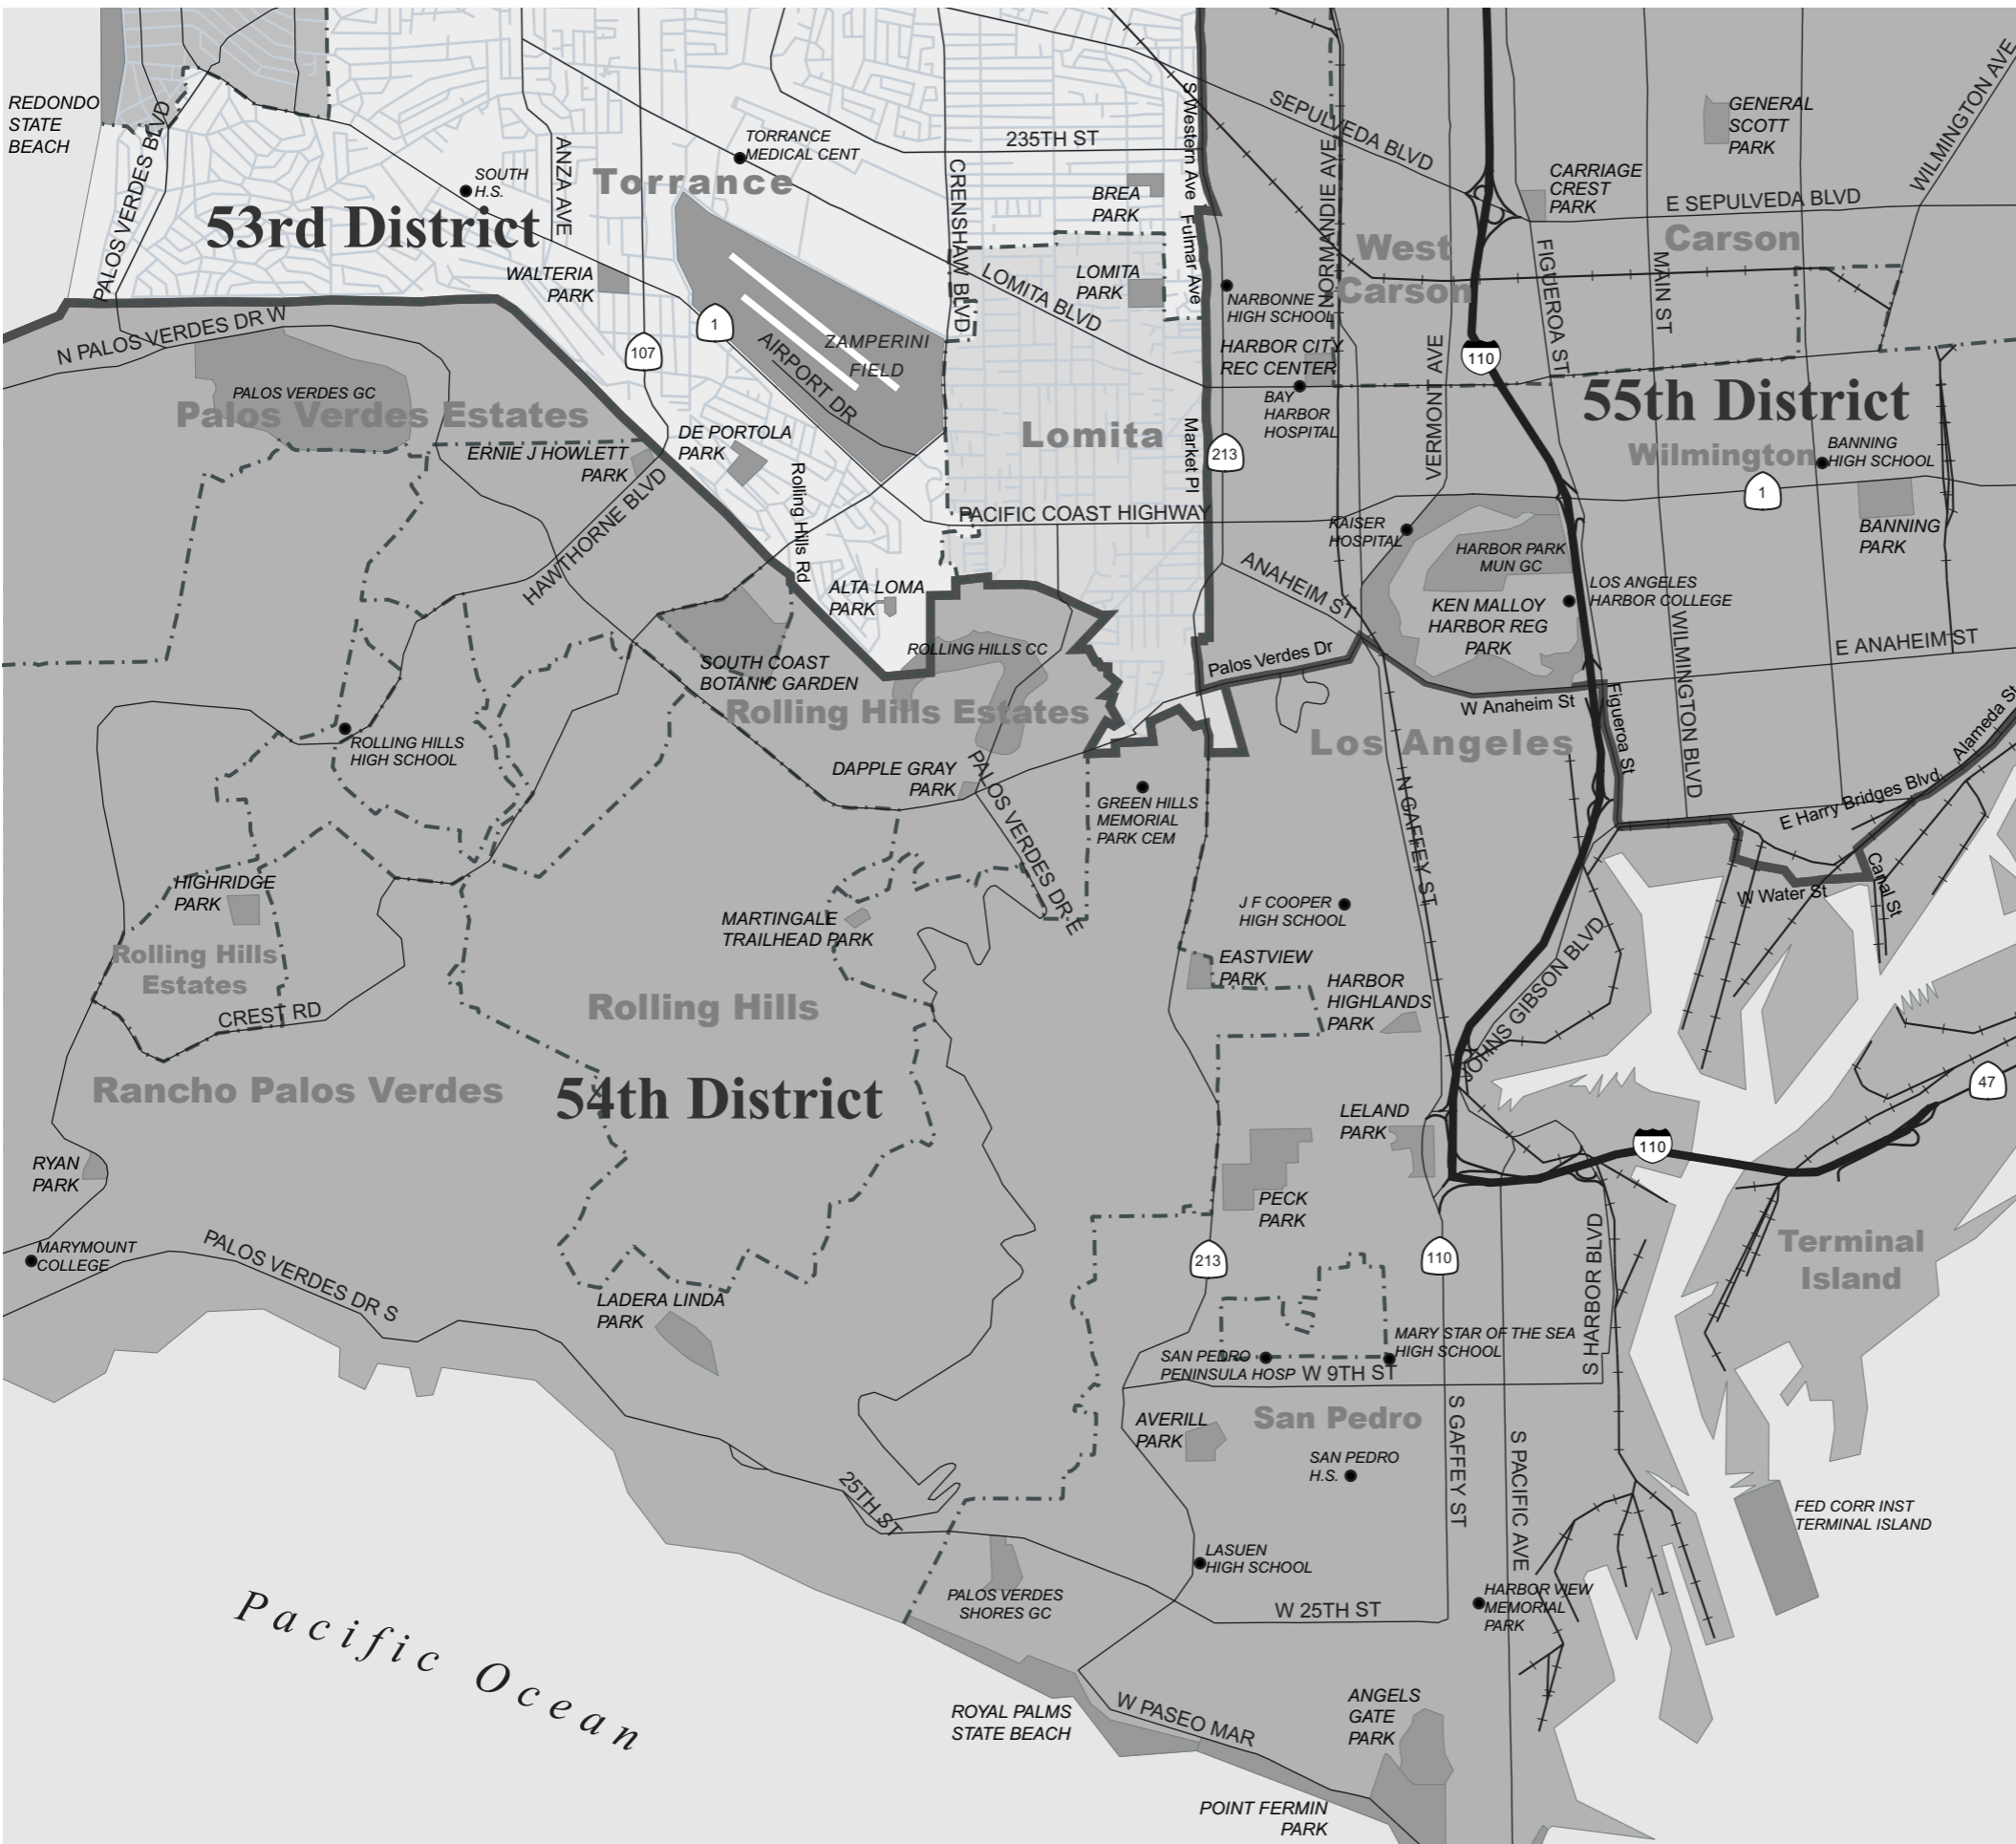 REDONDO
STATE
BEACH
PALOS VERDES BLVD
PALOS VERDES BLVD
SOUTH
H.S.
ANZA AVE
TORRANCE
MEDICAL CENT
Torrance
53rd District
WALTERIA
PARK
235TH ST
CRENSHAW BLVD
BREA
PARK
LOMITA
PARK
LOMITA BLVD
S Western Ave
Fulmar Ave
Market Pl
SEPULVEDA BLVD
NORMANDIE AVE
West
Carson
NARBONNE
HIGH SCHOOL
HARBOR CITY
REC CENTER
BAY
HARBOR
HOSPITAL
GENERAL
SCOTT
PARK
CARRIAGE
CREST
PARK
E SEPULVEDA BLVD
WILMINGTON AVE
Carson
FIGUEROA ST
MAIN ST
110
VERMONT AVE
55th District
Wilmington
BANNING
HIGH SCHOOL
1
BANNING
PARK
N PALOS VERDES DR W
PALOS VERDES GC
Palos Verdes Estates
107
1
ZAMPERINI
FIELD
AIRPORT DR
ERNIE J HOWLETT
PARK
DE PORTOLA
PARK
Rolling Hills Rd
HAWTHORNE BLVD
Lomita
213
PACIFIC COAST HIGHWAY
KAISER
HOSPITAL
HARBOR PARK
MUN GC
ANAHEIM ST
KEN MALLOY
HARBOR REG
PARK
LOS ANGELES
HARBOR COLLEGE
WILMINGTON BLVD
E ANAHEIM ST
ALTA LOMA
PARK
ROLLING HILLS CC
SOUTH COAST
BOTANIC GARDEN
Rolling Hills Estates
Palos Verdes Dr
W Anaheim St
Figueroa St
Los Angeles
Alameda St
E Harry Bridges Blvd
W Water St
Canal St
ROLLING HILLS
HIGH SCHOOL
DAPPLE GRAY
PARK
PALOS VERDES DR E
GREEN HILLS
MEMORIAL
PARK CEM
N GAFFEY ST
HIGHRIDGE
PARK
Rolling Hills
Estates
CREST RD
MARTINGALE
TRAILHEAD PARK
J F COOPER
HIGH SCHOOL
EASTVIEW
PARK
HARBOR
HIGHLANDS
PARK
JOHNS GIBSON BLVD
Rolling Hills
54th District
Rancho Palos Verdes
47
LELAND
PARK
110
PECK
PARK
RYAN
PARK
MARYMOUNT
COLLEGE
PALOS VERDES DR S
LADERA LINDA
PARK
213
110
S HARBOR BLVD
Terminal
Island
MARY STAR OF THE SEA
HIGH SCHOOL
SAN PEDRO
PENINSULA HOSP
W 9TH ST
San Pedro
AVERILL
PARK
SAN PEDRO
H.S.
S GAFFEY ST
S PACIFIC AVE
25TH ST
FED CORR INST
TERMINAL ISLAND
LASUEN
HIGH SCHOOL
PALOS VERDES
SHORES GC
W 25TH ST
HARBOR VIEW
MEMORIAL
PARK
Pacific Ocean
ROYAL PALMS
STATE BEACH
W PASEO MAR
ANGELS
GATE
PARK
POINT FERMIN
PARK